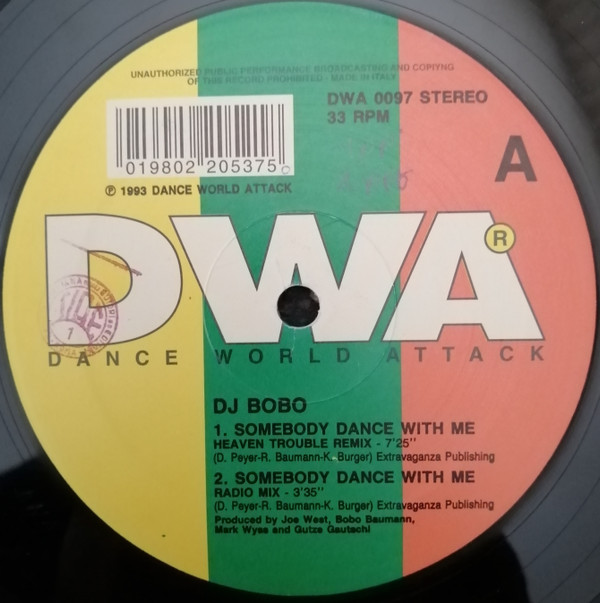 UNAUTHORIZED PUBLIC PERFORMANCE BROADCASTING AND COPIYNG
OF THIS RECORD PROHIBITED - MADE IN ITALY
DWA 0097 STEREO
33 RPM
A
019802 205375
℗ 1993 DANCE WORLD ATTACK
DWA ®
DANCE WORLD ATTACK
DJ BOBO
1. SOMEBODY DANCE WITH ME
HEAVEN TROUBLE REMIX - 7'25"
(D. Peyer-R. Baumann-K. Burger) Extravaganza Publishing
2. SOMEBODY DANCE WITH ME
RADIO MIX - 3'35"
(D. Peyer-R. Baumann-K. Burger) Extravaganza Publishing
Produced by Joe West, Bobo Baumann,
Mark Wyss and Gutze Gautschi